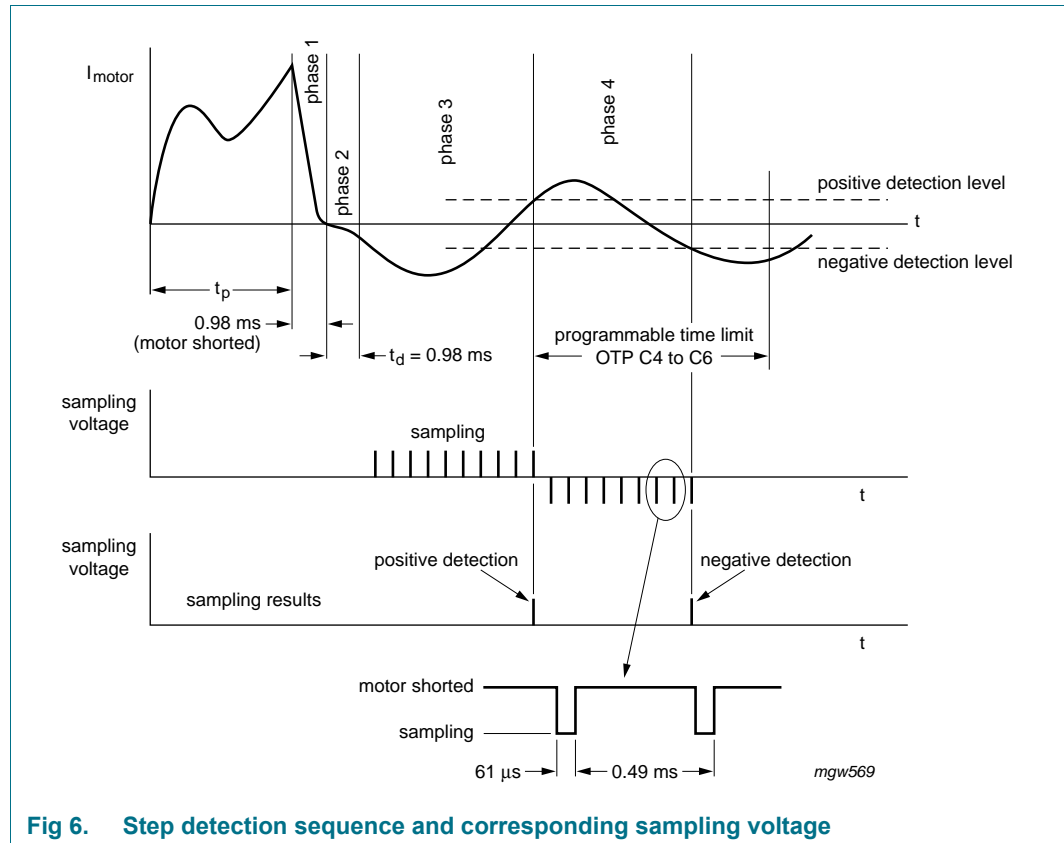 I motor
phase 1
phase 2
phase 3
phase 4
positive detection level
t
negative detection level
tp
0.98 ms
(motor shorted)
td = 0.98 ms
programmable time limit
OTP C4 to C6
sampling
voltage
sampling
t
sampling
voltage
positive detection
negative detection
sampling results
t
motor shorted
sampling
61 μs
0.49 ms
mgw569
Fig 6. Step detection sequence and corresponding sampling voltage